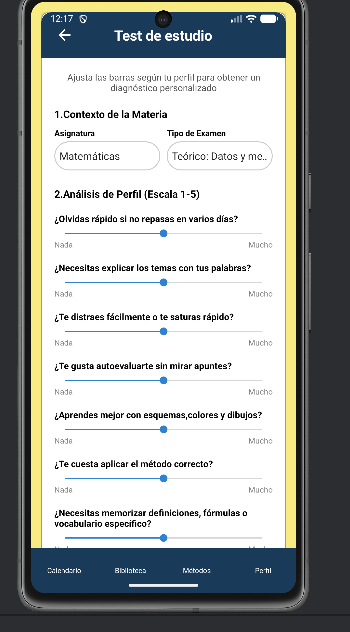 12:17
Test de estudio
Ajusta las barras según tu perfil para obtener un
diagnóstico personalizado
1.Contexto de la Materia
Asignatura
Tipo de Examen
Matemáticas
Teórico: Datos y me..
2.Análisis de Perfil (Escala 1-5)
¿Olvidas rápido si no repasas en varios días?
Nada
Mucho
¿Necesitas explicar los temas con tus palabras?
Nada
Mucho
¿Te distraes fácilmente o te saturas rápido?
Nada
Mucho
¿Te gusta autoevaluarte sin mirar apuntes?
Nada
Mucho
¿Aprendes mejor con esquemas,colores y dibujos?
Nada
Mucho
¿Te cuesta aplicar el método correcto?
Nada
Mucho
¿Necesitas memorizar definiciones, fórmulas o
vocabulario específico?
Calendario
Biblioteca
Métodos
Perfil